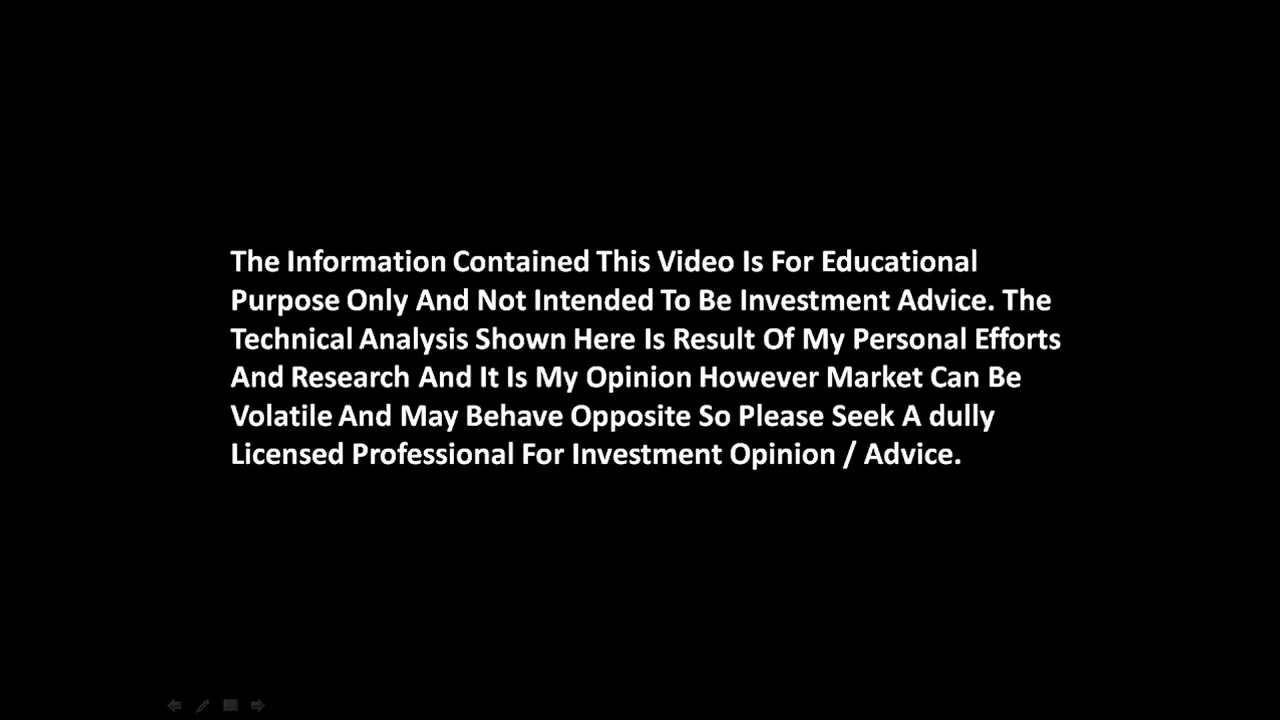 The Information Contained This Video Is For Educational
Purpose Only And Not Intended To Be Investment Advice. The
Technical Analysis Shown Here Is Result Of My Personal Efforts
And Research And It Is My Opinion However Market Can Be
Volatile And May Behave Opposite So Please Seek A dully
Licensed Professional For Investment Opinion / Advice.